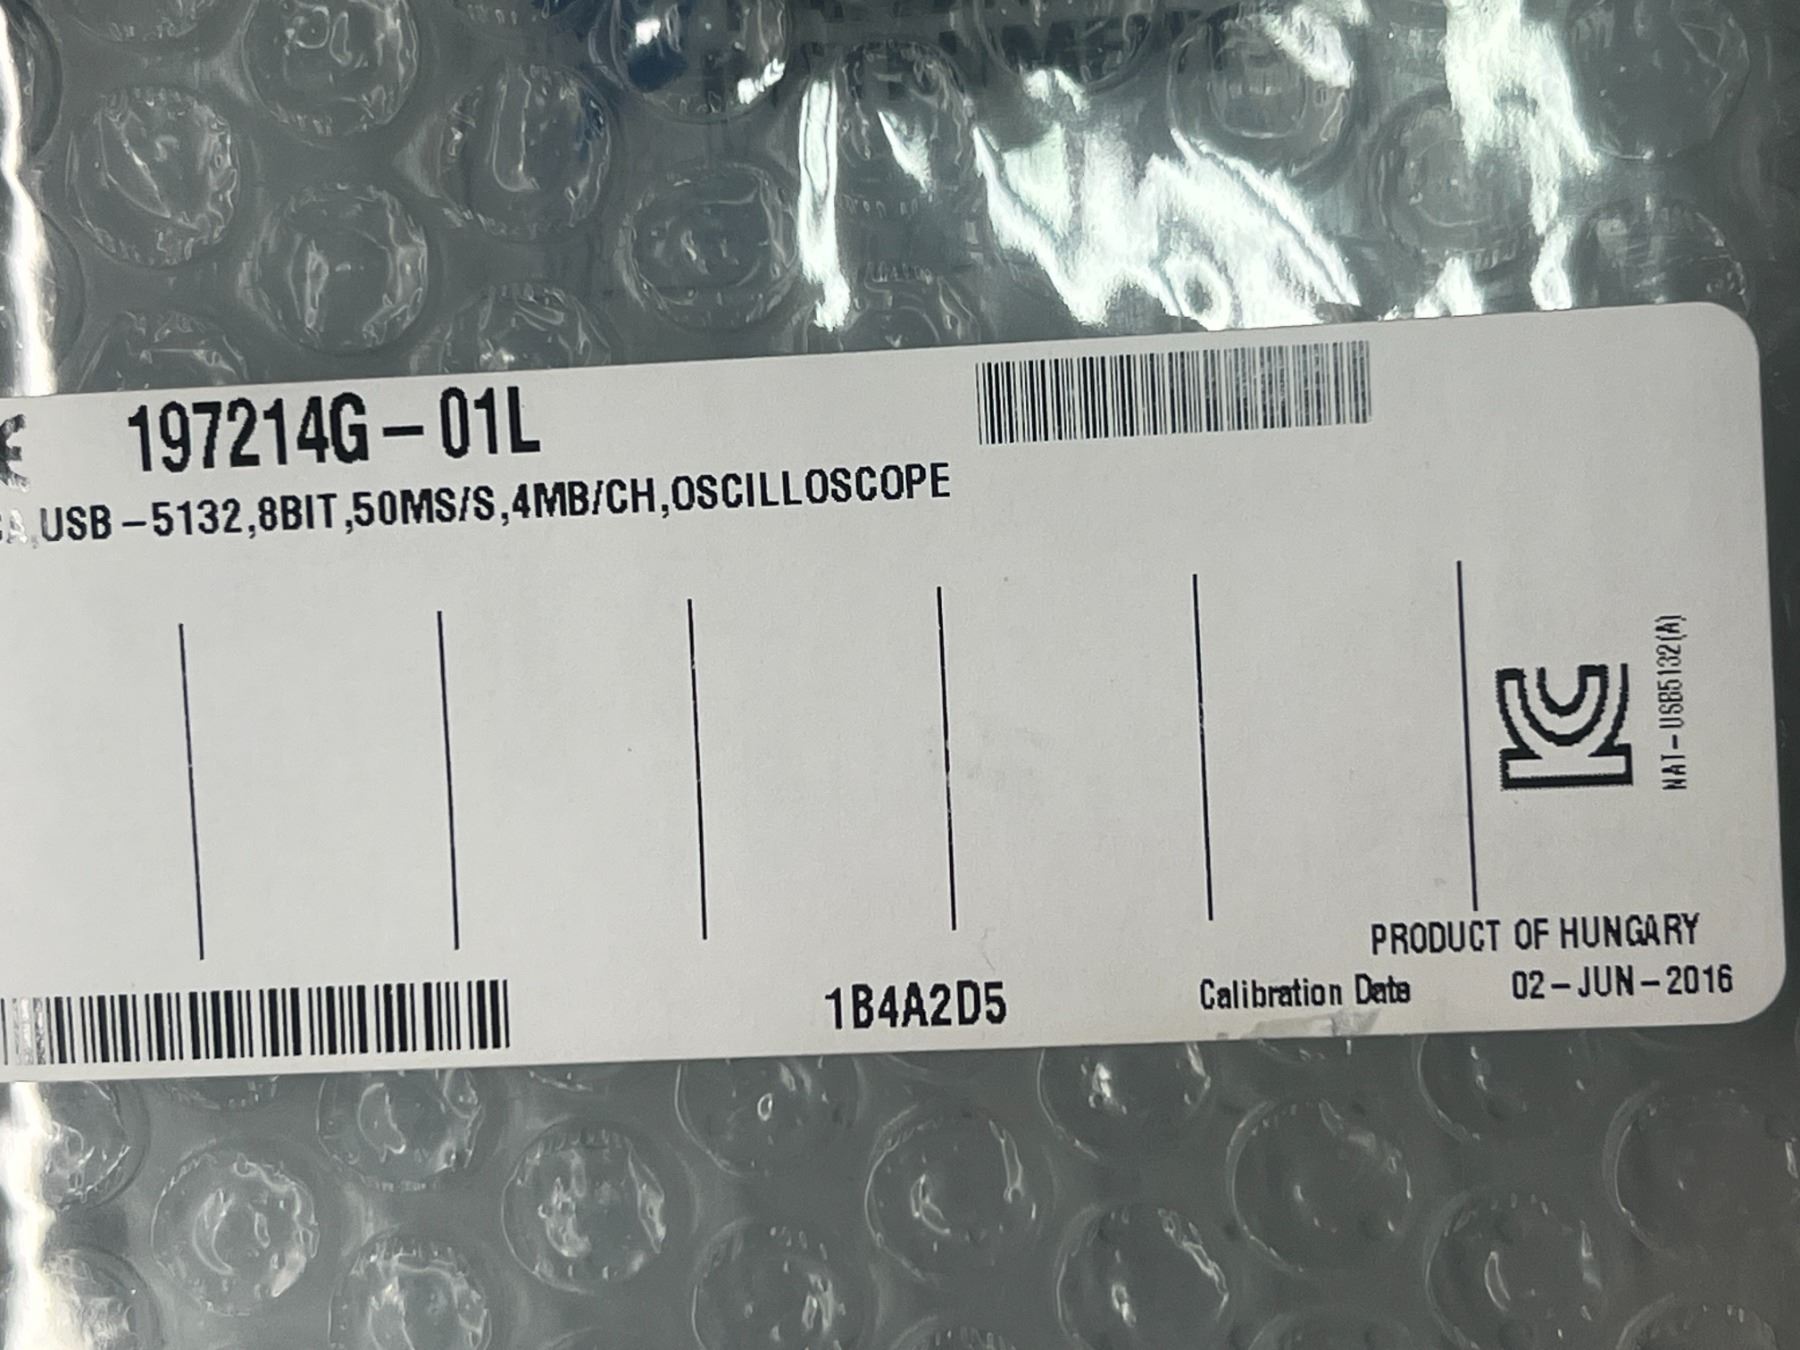 197214G-01L
CA,USB-5132,8BIT,50MS/S,4MB/CH,OSCILLOSCOPE
NAT-USB5132(A)
PRODUCT OF HUNGARY
1B4A2D5
Calibration Date 02-JUN-2016